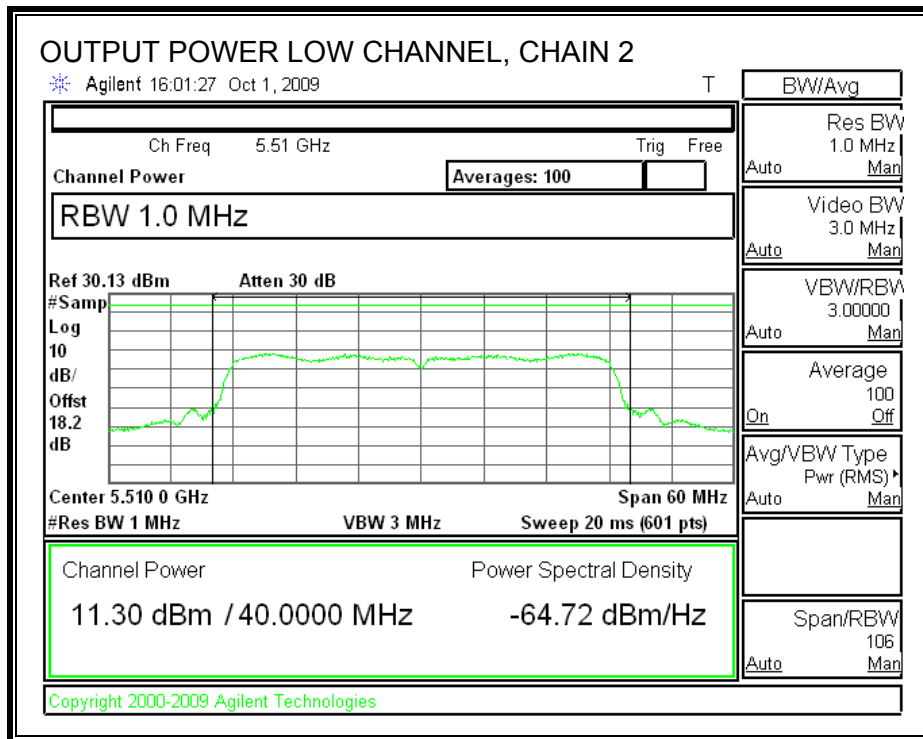 OUTPUT POWER LOW CHANNEL, CHAIN 2
Agilent 16:01:27 Oct 1, 2009 T
Ch Freq 5.51 GHz Trig Free
Channel Power Averages: 100
RBW 1.0 MHz
Ref 30.13 dBm Atten 30 dB
#Samp
Log
10
dB/
Offst
18.2
dB
Center 5.510 0 GHz Span 60 MHz
#Res BW 1 MHz VBW 3 MHz Sweep 20 ms (601 pts)
Channel Power Power Spectral Density
11.30 dBm / 40.0000 MHz -64.72 dBm/Hz
Copyright 2000-2009 Agilent Technologies
BW/Avg
Res BW
1.0 MHz
Auto Man
Video BW
3.0 MHz
Auto Man
VBW/RBW
3.00000
Auto Man
Average
100
On Off
Avg/VBW Type
Pwr (RMS)
Auto Man
Span/RBW
106
Auto Man